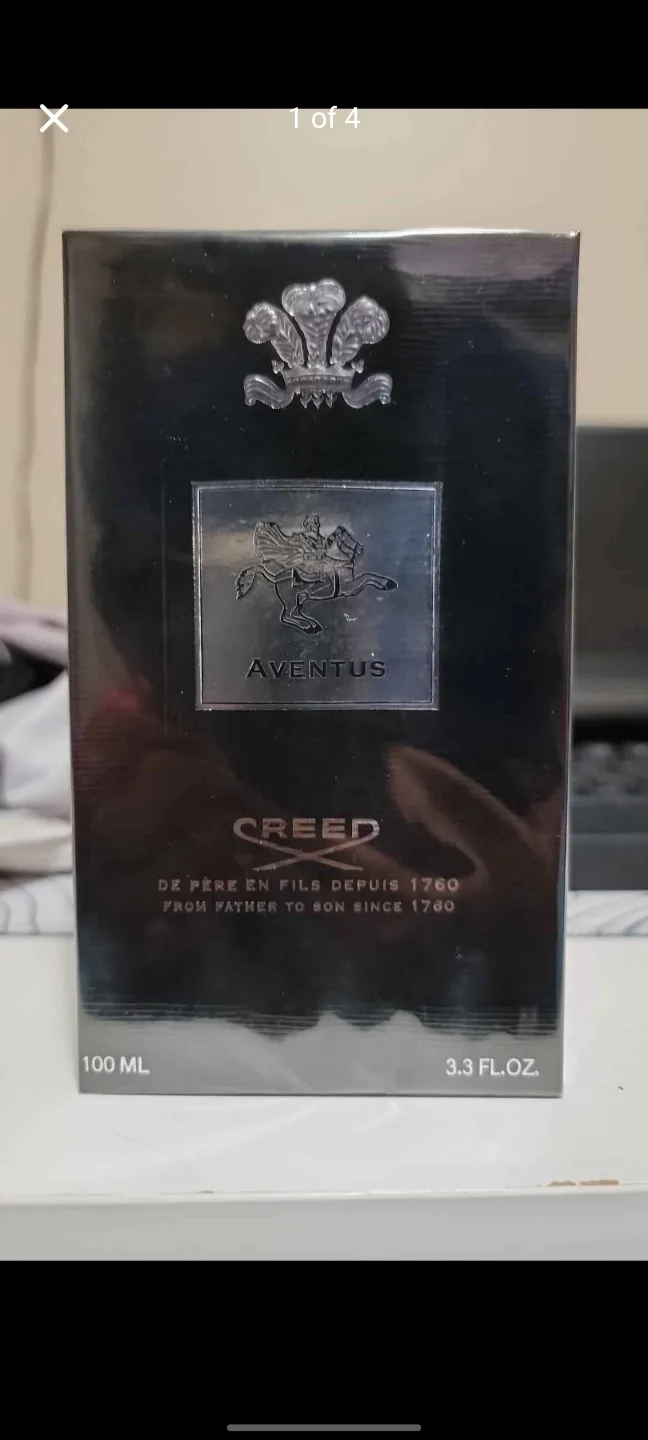 1 of 4
AVENTUS
CREED
DE PÈRE EN FILS DEPUIS 1760
FROM FATHER TO SON SINCE 1760
100 ML
3.3 FL.OZ.